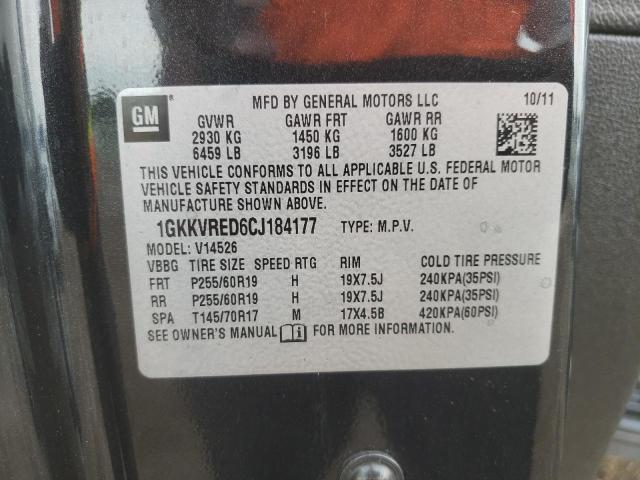 GM ® MFD BY GENERAL MOTORS LLC 10/11
GVWR GAWR FRT GAWR RR
2930 KG 1450 KG 1600 KG
6459 LB 3196 LB 3527 LB
THIS VEHICLE CONFORMS TO ALL APPLICABLE U.S. FEDERAL MOTOR
VEHICLE SAFETY STANDARDS IN EFFECT ON THE DATE OF
MANUFACTURE SHOWN ABOVE.
1GKKVRED6CJ184177 TYPE: M.P.V.
MODEL: V14526
VBBG TIRE SIZE SPEED RTG RIM COLD TIRE PRESSURE
FRT P255/60R19 H 19X7.5J 240KPA(35PSI)
RR P255/60R19 H 19X7.5J 240KPA(35PSI)
SPA T145/70R17 M 17X4.5B 420KPA(60PSI)
SEE OWNER'S MANUAL i FOR MORE INFORMATION.